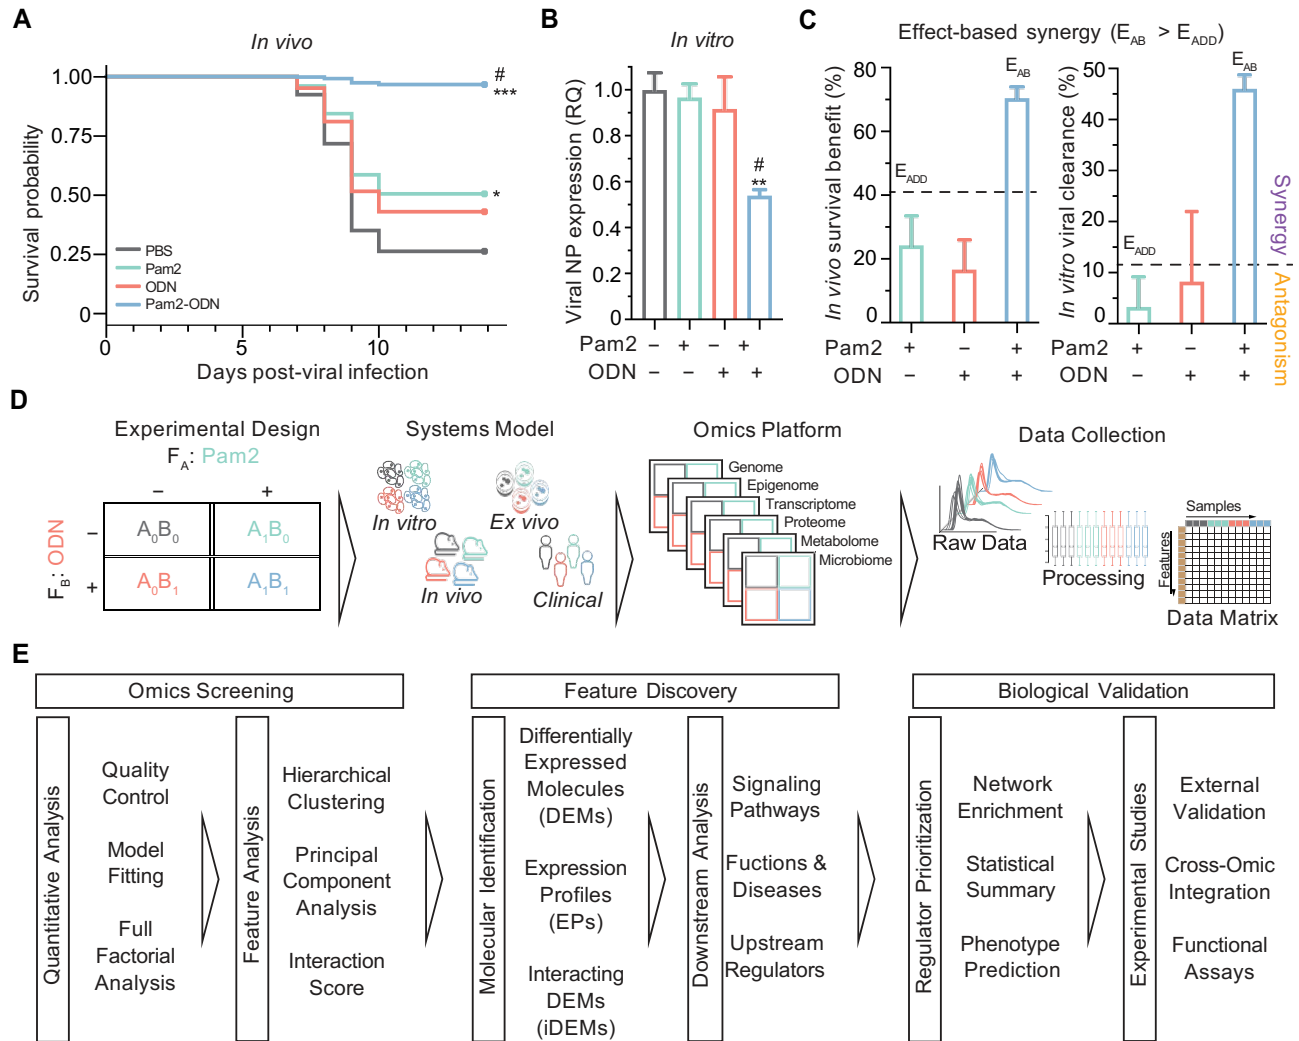 A
In vivo
Survival probability
1.00
0.75
0.50
0.25
0
#
***
*
PBS
Pam2
ODN
Pam2-ODN
0
5
10
Days post-viral infection
B
In vitro
Viral NP expression (RQ)
1.0
0.8
0.6
0.4
0.2
0
#
**
Pam2 − + − +
ODN − − + +
C
Effect-based synergy (E_AB > E_ADD)
In vivo survival benefit (%)
80
60
40
20
0
E_ADD
E_AB
Pam2 + − +
ODN − + +
In vitro viral clearance (%)
50
40
30
20
10
0
E_ADD
E_AB
Pam2 + − +
ODN − + +
Synergy
Antagonism
D
Experimental Design
F_A: Pam2
− +
F_B: ODN
− A₀B₀ A₁B₀
+ A₀B₁ A₁B₁
Systems Model
In vitro
Ex vivo
In vivo
Clinical
Omics Platform
Genome
Epigenome
Transcriptome
Proteome
Metabolome
Microbiome
Data Collection
Raw Data
Processing
Samples
Features
Data Matrix
E
Omics Screening
Quantitative Analysis
Quality
Control
Model
Fitting
Full
Factorial
Analysis
Feature Analysis
Hierarchical
Clustering
Principal
Component
Analysis
Interaction
Score
Feature Discovery
Molecular Identification
Differentially
Expressed
Molecules
(DEMs)
Expression
Profiles
(EPs)
Interacting
DEMs
(iDEMs)
Downstream Analysis
Signaling
Pathways
Fuctions &
Diseases
Upstream
Regulators
Biological Validation
Regulator Prioritization
Network
Enrichment
Statistical
Summary
Phenotype
Prediction
Experimental Studies
External
Validation
Cross-Omic
Integration
Functional
Assays